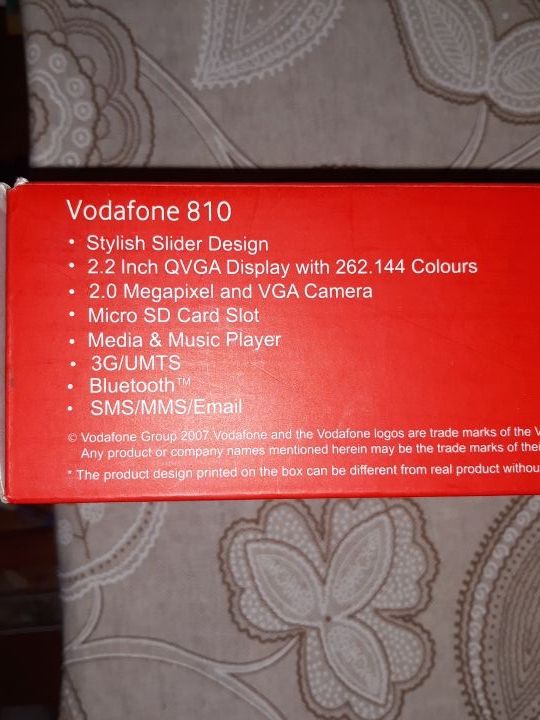 Vodafone 810
• Stylish Slider Design
• 2.2 Inch QVGA Display with 262.144 Colours
• 2.0 Megapixel and VGA Camera
• Micro SD Card Slot
• Media & Music Player
• 3G/UMTS
• Bluetooth™
• SMS/MMS/Email
© Vodafone Group 2007 Vodafone and the Vodafone logos are trade marks of the V
Any product or company names mentioned herein may be the trade marks of thei
* The product design printed on the box can be different from real product withou